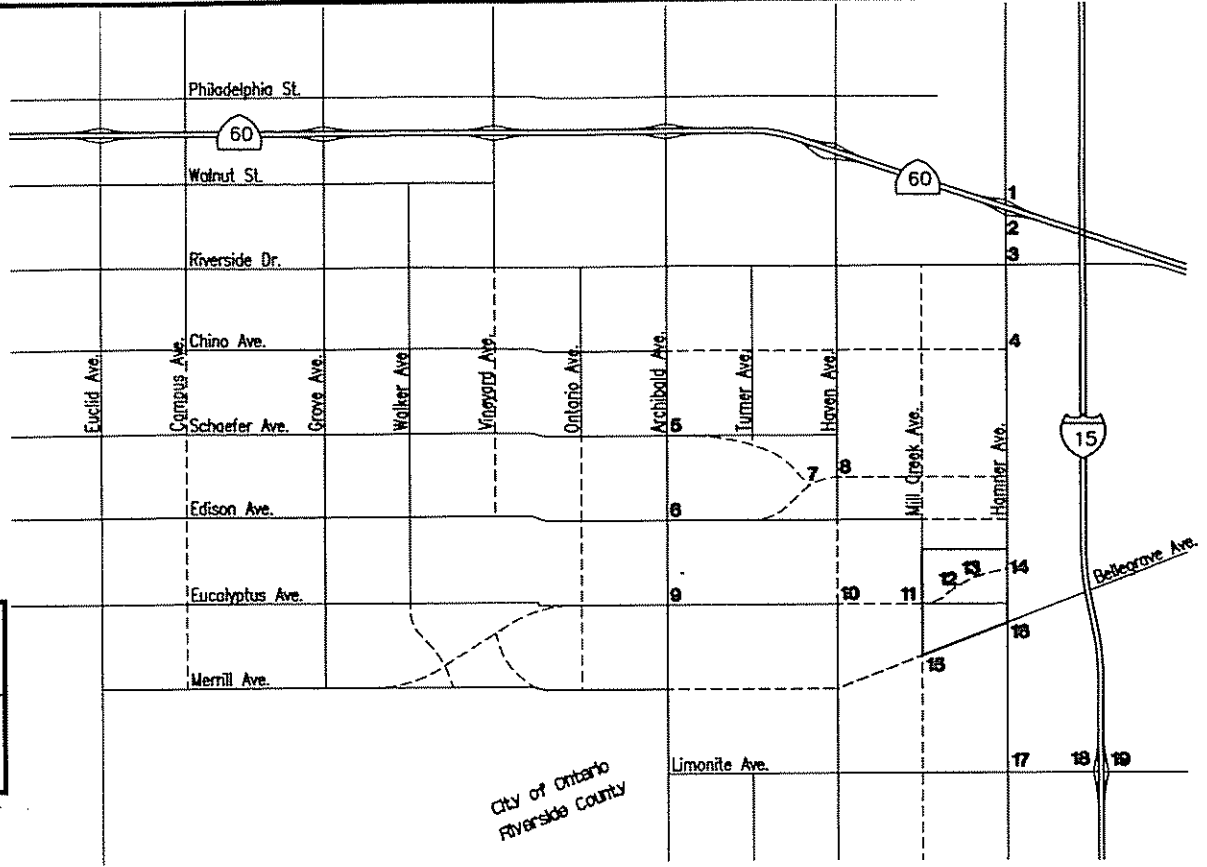 Philadelphia St.
60
Walnut St.
60
1
2
Riverside Dr.
3
Chino Ave.
4
Euclid Ave.
Campus Ave.
Grove Ave.
Walker Ave.
Vineyard Ave.
Ontario Ave.
Archibald Ave.
Turner Ave.
Haven Ave.
Mill Creek Ave.
Hamner Ave.
Schaefer Ave.
5
15
7
8
Edison Ave.
6
Bellegrave Ave.
12
13
14
Eucalyptus Ave.
9
10
11
16
15
Merrill Ave.
Limonite Ave.
17
18
19
City of Ontario
Riverside County